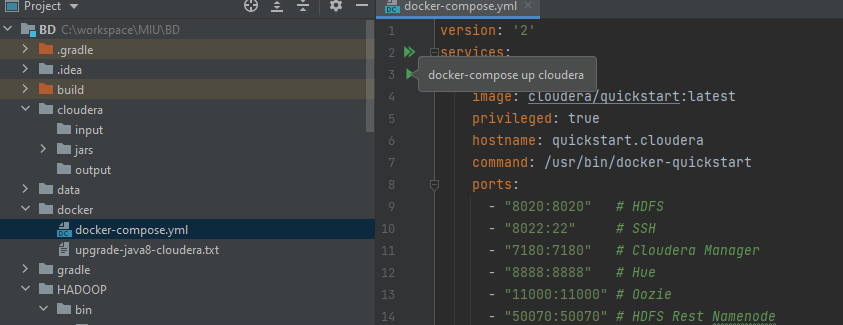 Project
docker-compose.yml
BD C:\workspace\MIU\BD
.gradle
.idea
build
cloudera
input
jars
output
data
docker
docker-compose.yml
upgrade-java8-cloudera.txt
gradle
HADOOP
bin
1 version: '2'
2 services:
3
docker-compose up cloudera
4 image: cloudera/quickstart:latest
5 privileged: true
6 hostname: quickstart.cloudera
7 command: /usr/bin/docker-quickstart
8 ports:
9 - "8020:8020" # HDFS
10 - "8022:22" # SSH
11 - "7180:7180" # Cloudera Manager
12 - "8888:8888" # Hue
13 - "11000:11000" # Oozie
14 - "50070:50070" # HDFS Rest Namenode